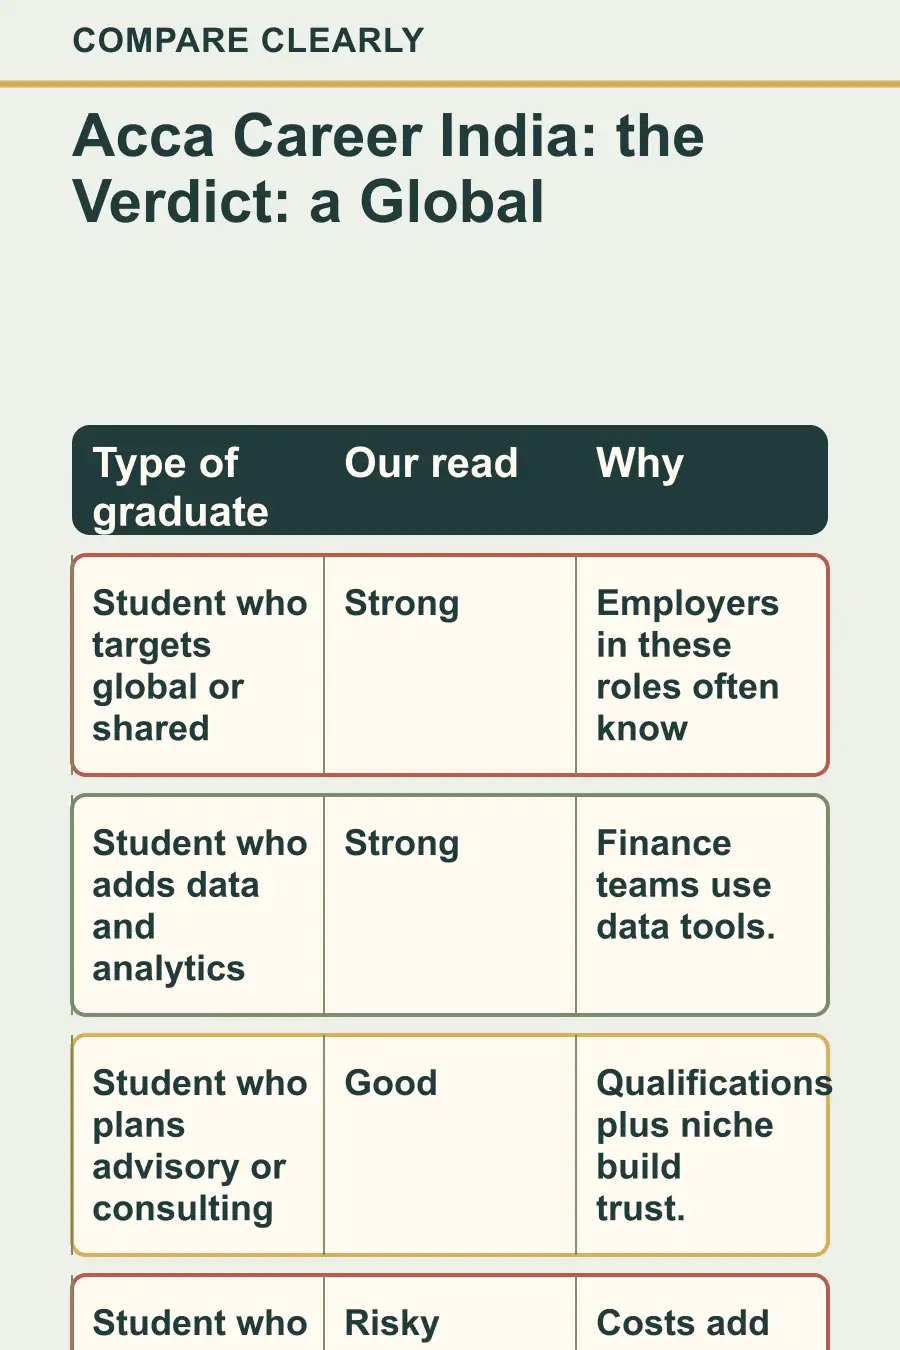 COMPARE CLEARLY
Acca Career India: the
Verdict: a Global
Type of
graduate
Our read
Why
Student who
targets
global or
shared
Strong
Employers
in these
roles often
know
Student who
adds data
and
analytics
Strong
Finance
teams use
data tools.
Student who
plans
advisory or
consulting
Good
Qualifications
plus niche
build
trust.
Student who
Risky
Costs add